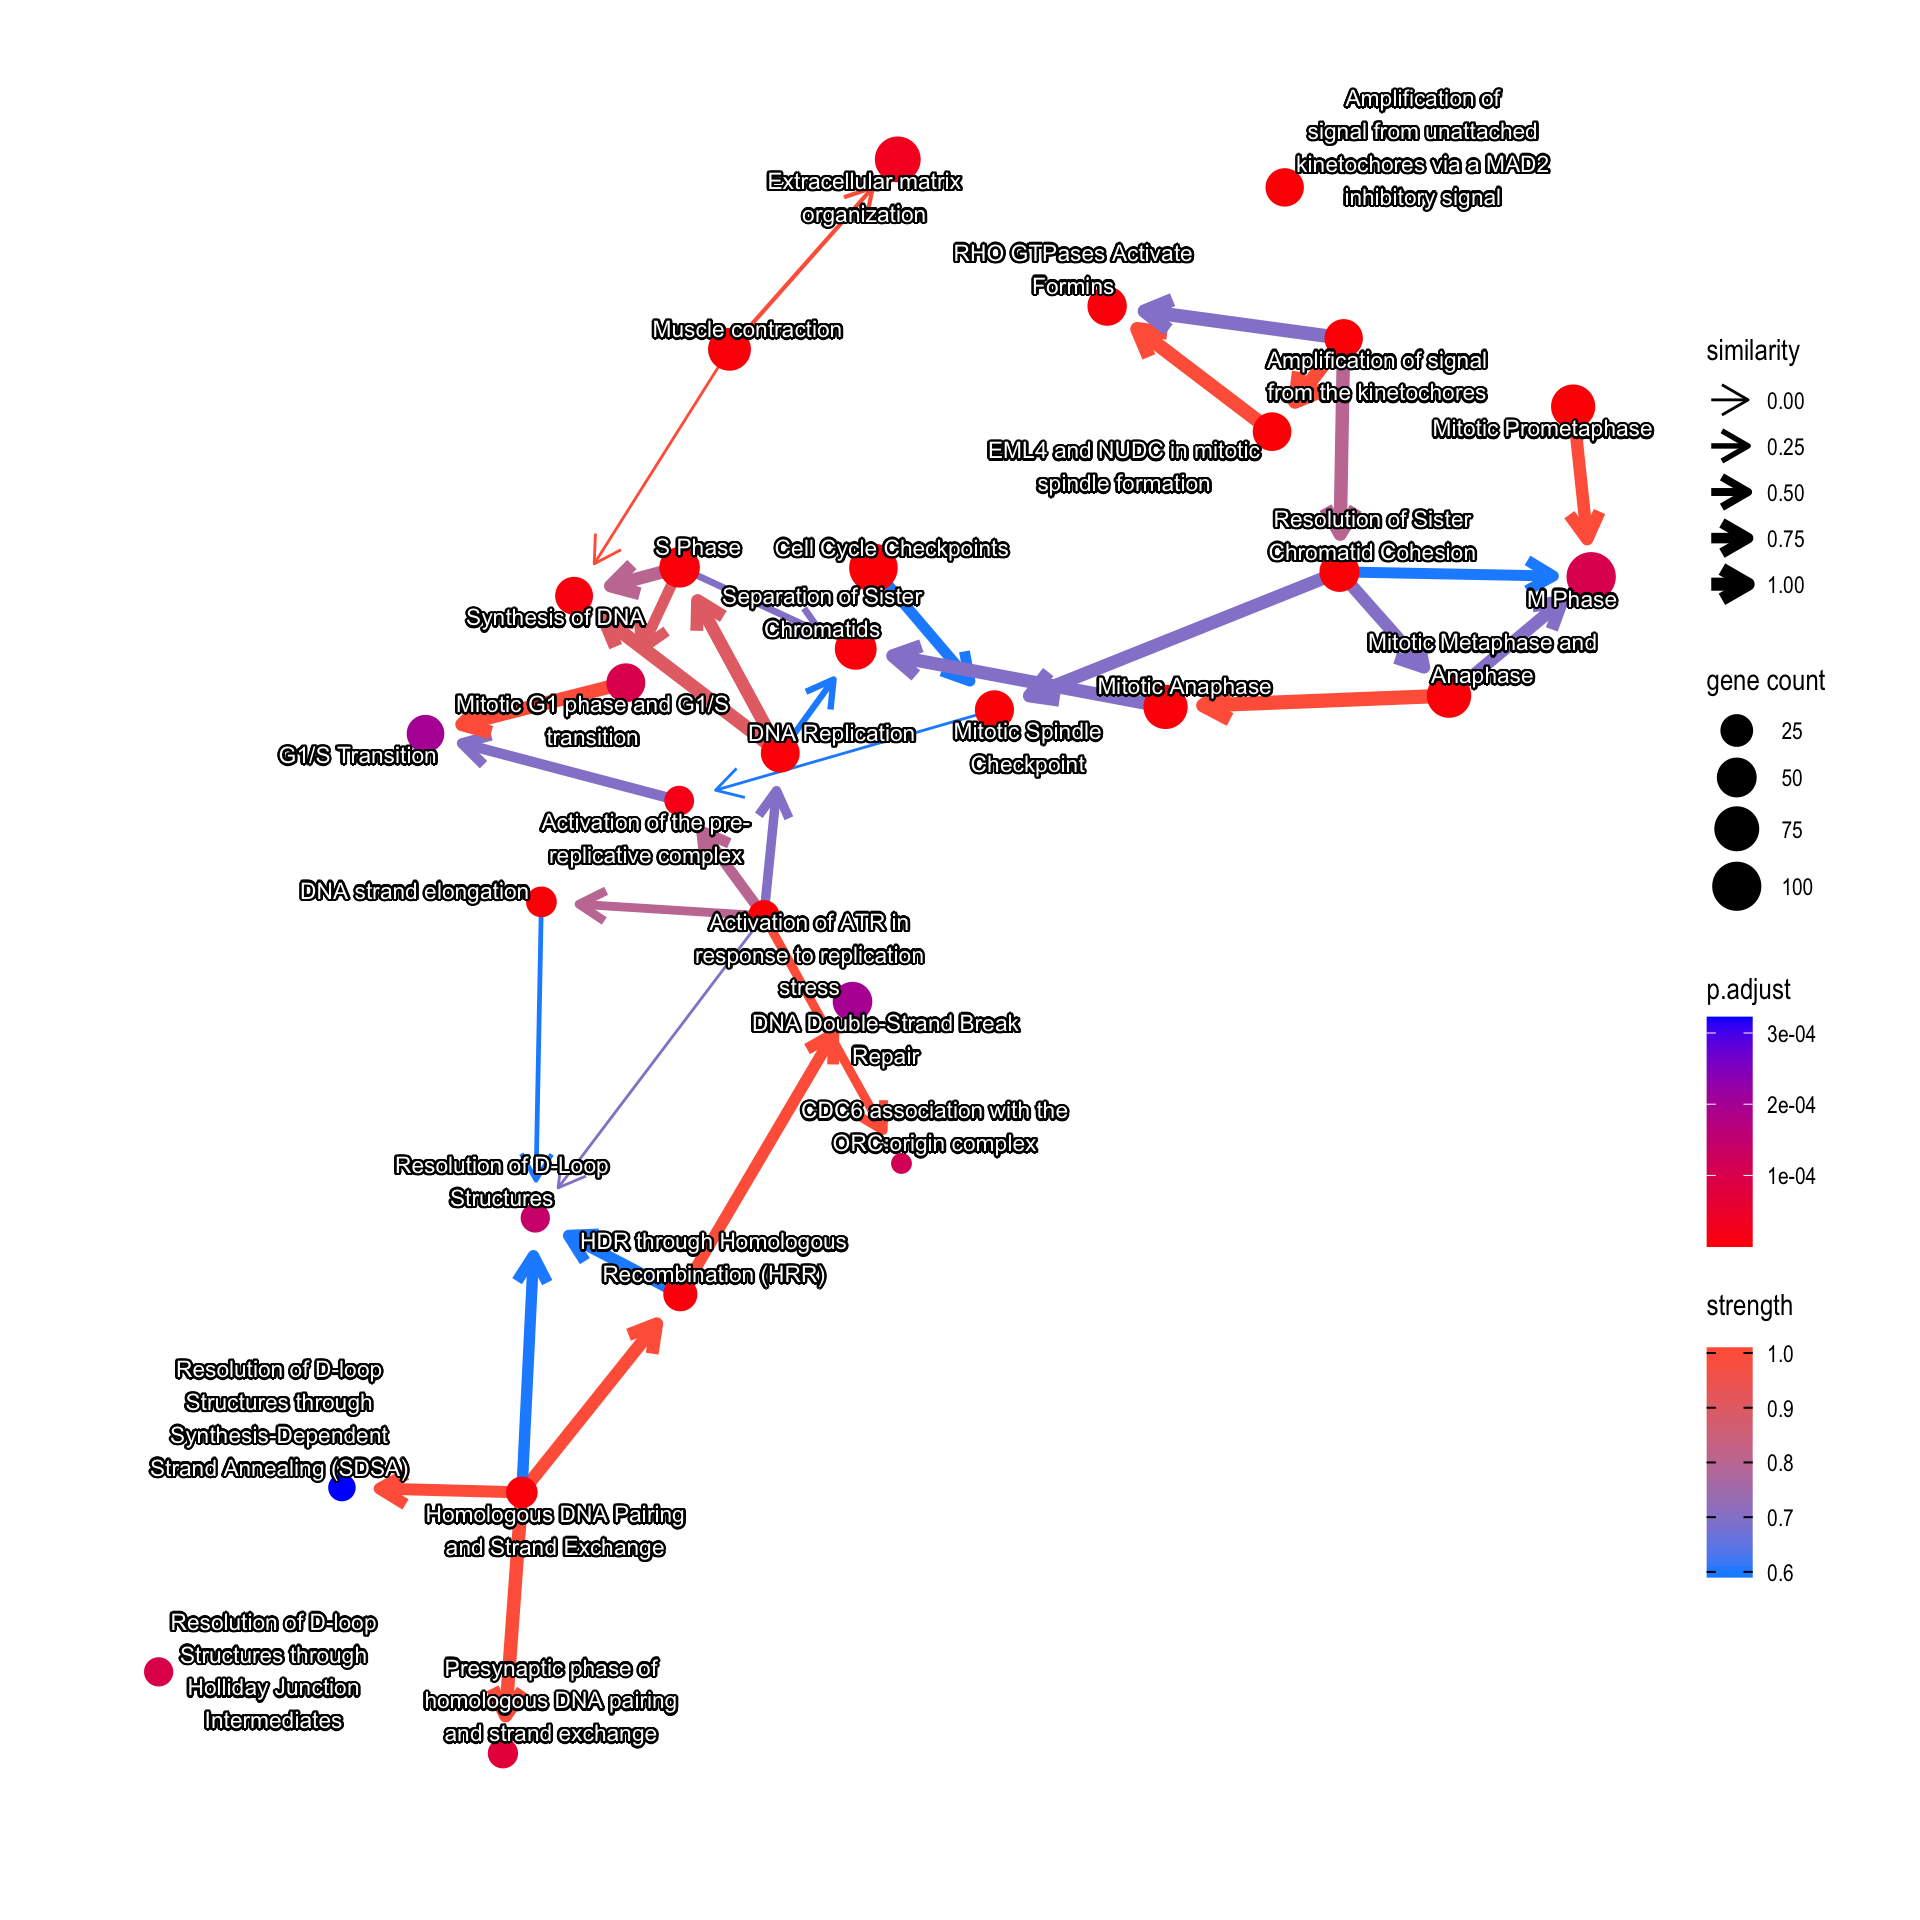 Amplification of
signal from unattached
kinetochores via a MAD2
inhibitory signal
Extracellular matrix
organization
RHO GTPases Activate
Formins
Muscle contraction
Amplification of signal
from the kinetochores
Mitotic Prometaphase
EML4 and NUDC in mitotic
spindle formation
Resolution of Sister
Chromatid Cohesion
S Phase
Cell Cycle Checkpoints
Separation of Sister
Chromatids
Synthesis of DNA
M Phase
Mitotic Metaphase and
Anaphase
Mitotic Anaphase
Mitotic G1 phase and G1/S
transition
G1/S Transition
DNA Replication
Mitotic Spindle
Checkpoint
Activation of the pre-
replicative complex
DNA strand elongation
Activation of ATR in
response to replication
stress
DNA Double-Strand Break
Repair
CDC6 association with the
ORC:origin complex
Resolution of D-Loop
Structures
HDR through Homologous
Recombination (HRR)
Resolution of D-loop
Structures through
Synthesis-Dependent
Strand Annealing (SDSA)
Homologous DNA Pairing
and Strand Exchange
Resolution of D-loop
Structures through
Holliday Junction
Intermediates
Presynaptic phase of
homologous DNA pairing
and strand exchange
similarity
0.00
0.25
0.50
0.75
1.00
gene count
25
50
75
100
p.adjust
3e-04
2e-04
1e-04
strength
1.0
0.9
0.8
0.7
0.6